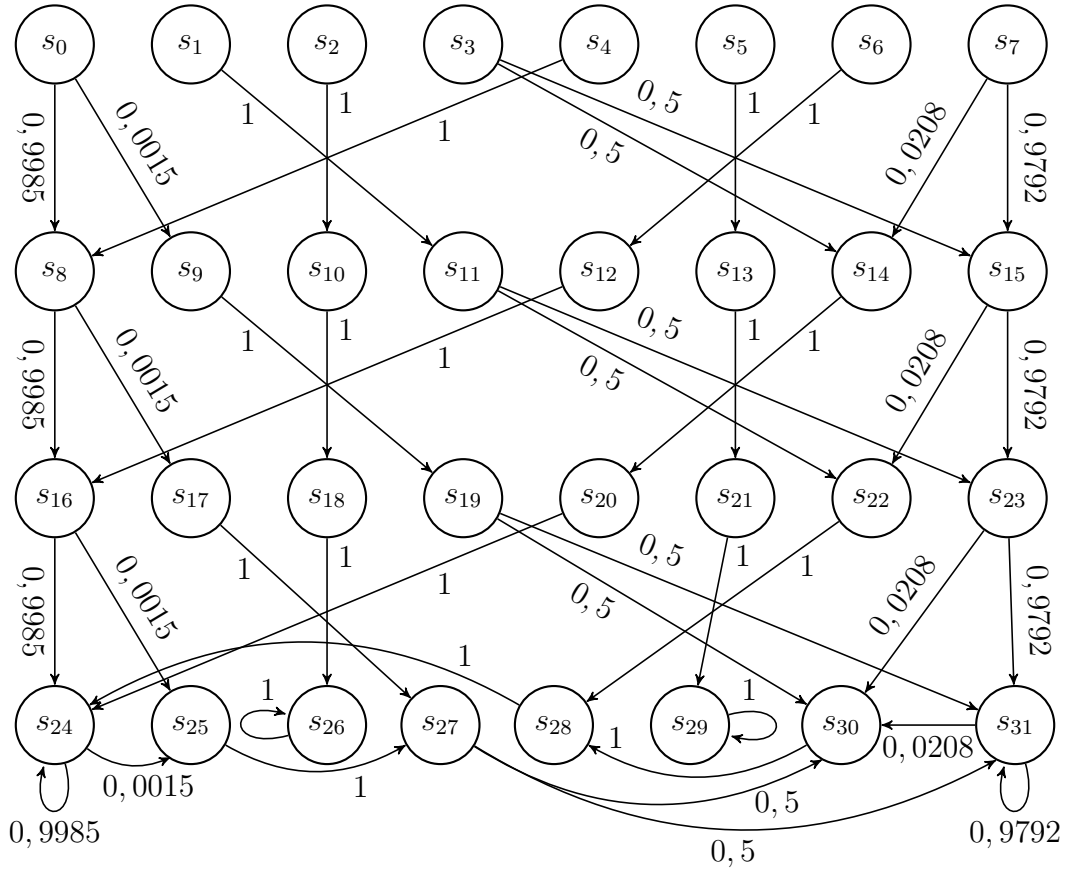 s0 s1 s2 s3 s4 s5 s6 s7
0,9985 0,0015 1 1 1 0,5 0,5 1 1 0,0208 0,9792
s8 s9 s10 s11 s12 s13 s14 s15
0,9985 0,0015 1 1 1 0,5 0,5 1 1 0,0208 0,9792
s16 s17 s18 s19 s20 s21 s22 s23
0,9985 0,0015 1 1 1 0,5 0,5 1 1 0,0208 0,9792
1 1 1
s24 s25 s26 s27 s28 s29 s30 s31
1 0,0208
0,0015 1 0,5
0,9985 0,5 0,9792